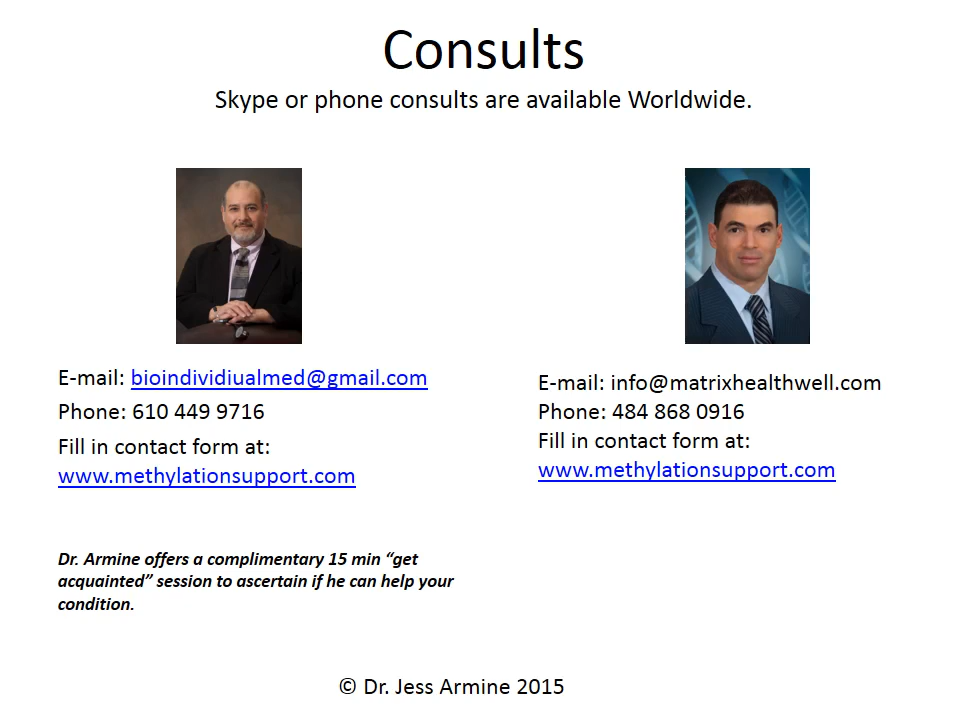 Consults
Skype or phone consults are available Worldwide.
E-mail: bioindividiualmed@gmail.com
Phone: 610 449 9716
Fill in contact form at:
www.methylationsupport.com
Dr. Armine offers a complimentary 15 min “get
acquainted” session to ascertain if he can help your
condition.
E-mail: info@matrixhealthwell.com
Phone: 484 868 0916
Fill in contact form at:
www.methylationsupport.com
© Dr. Jess Armine 2015